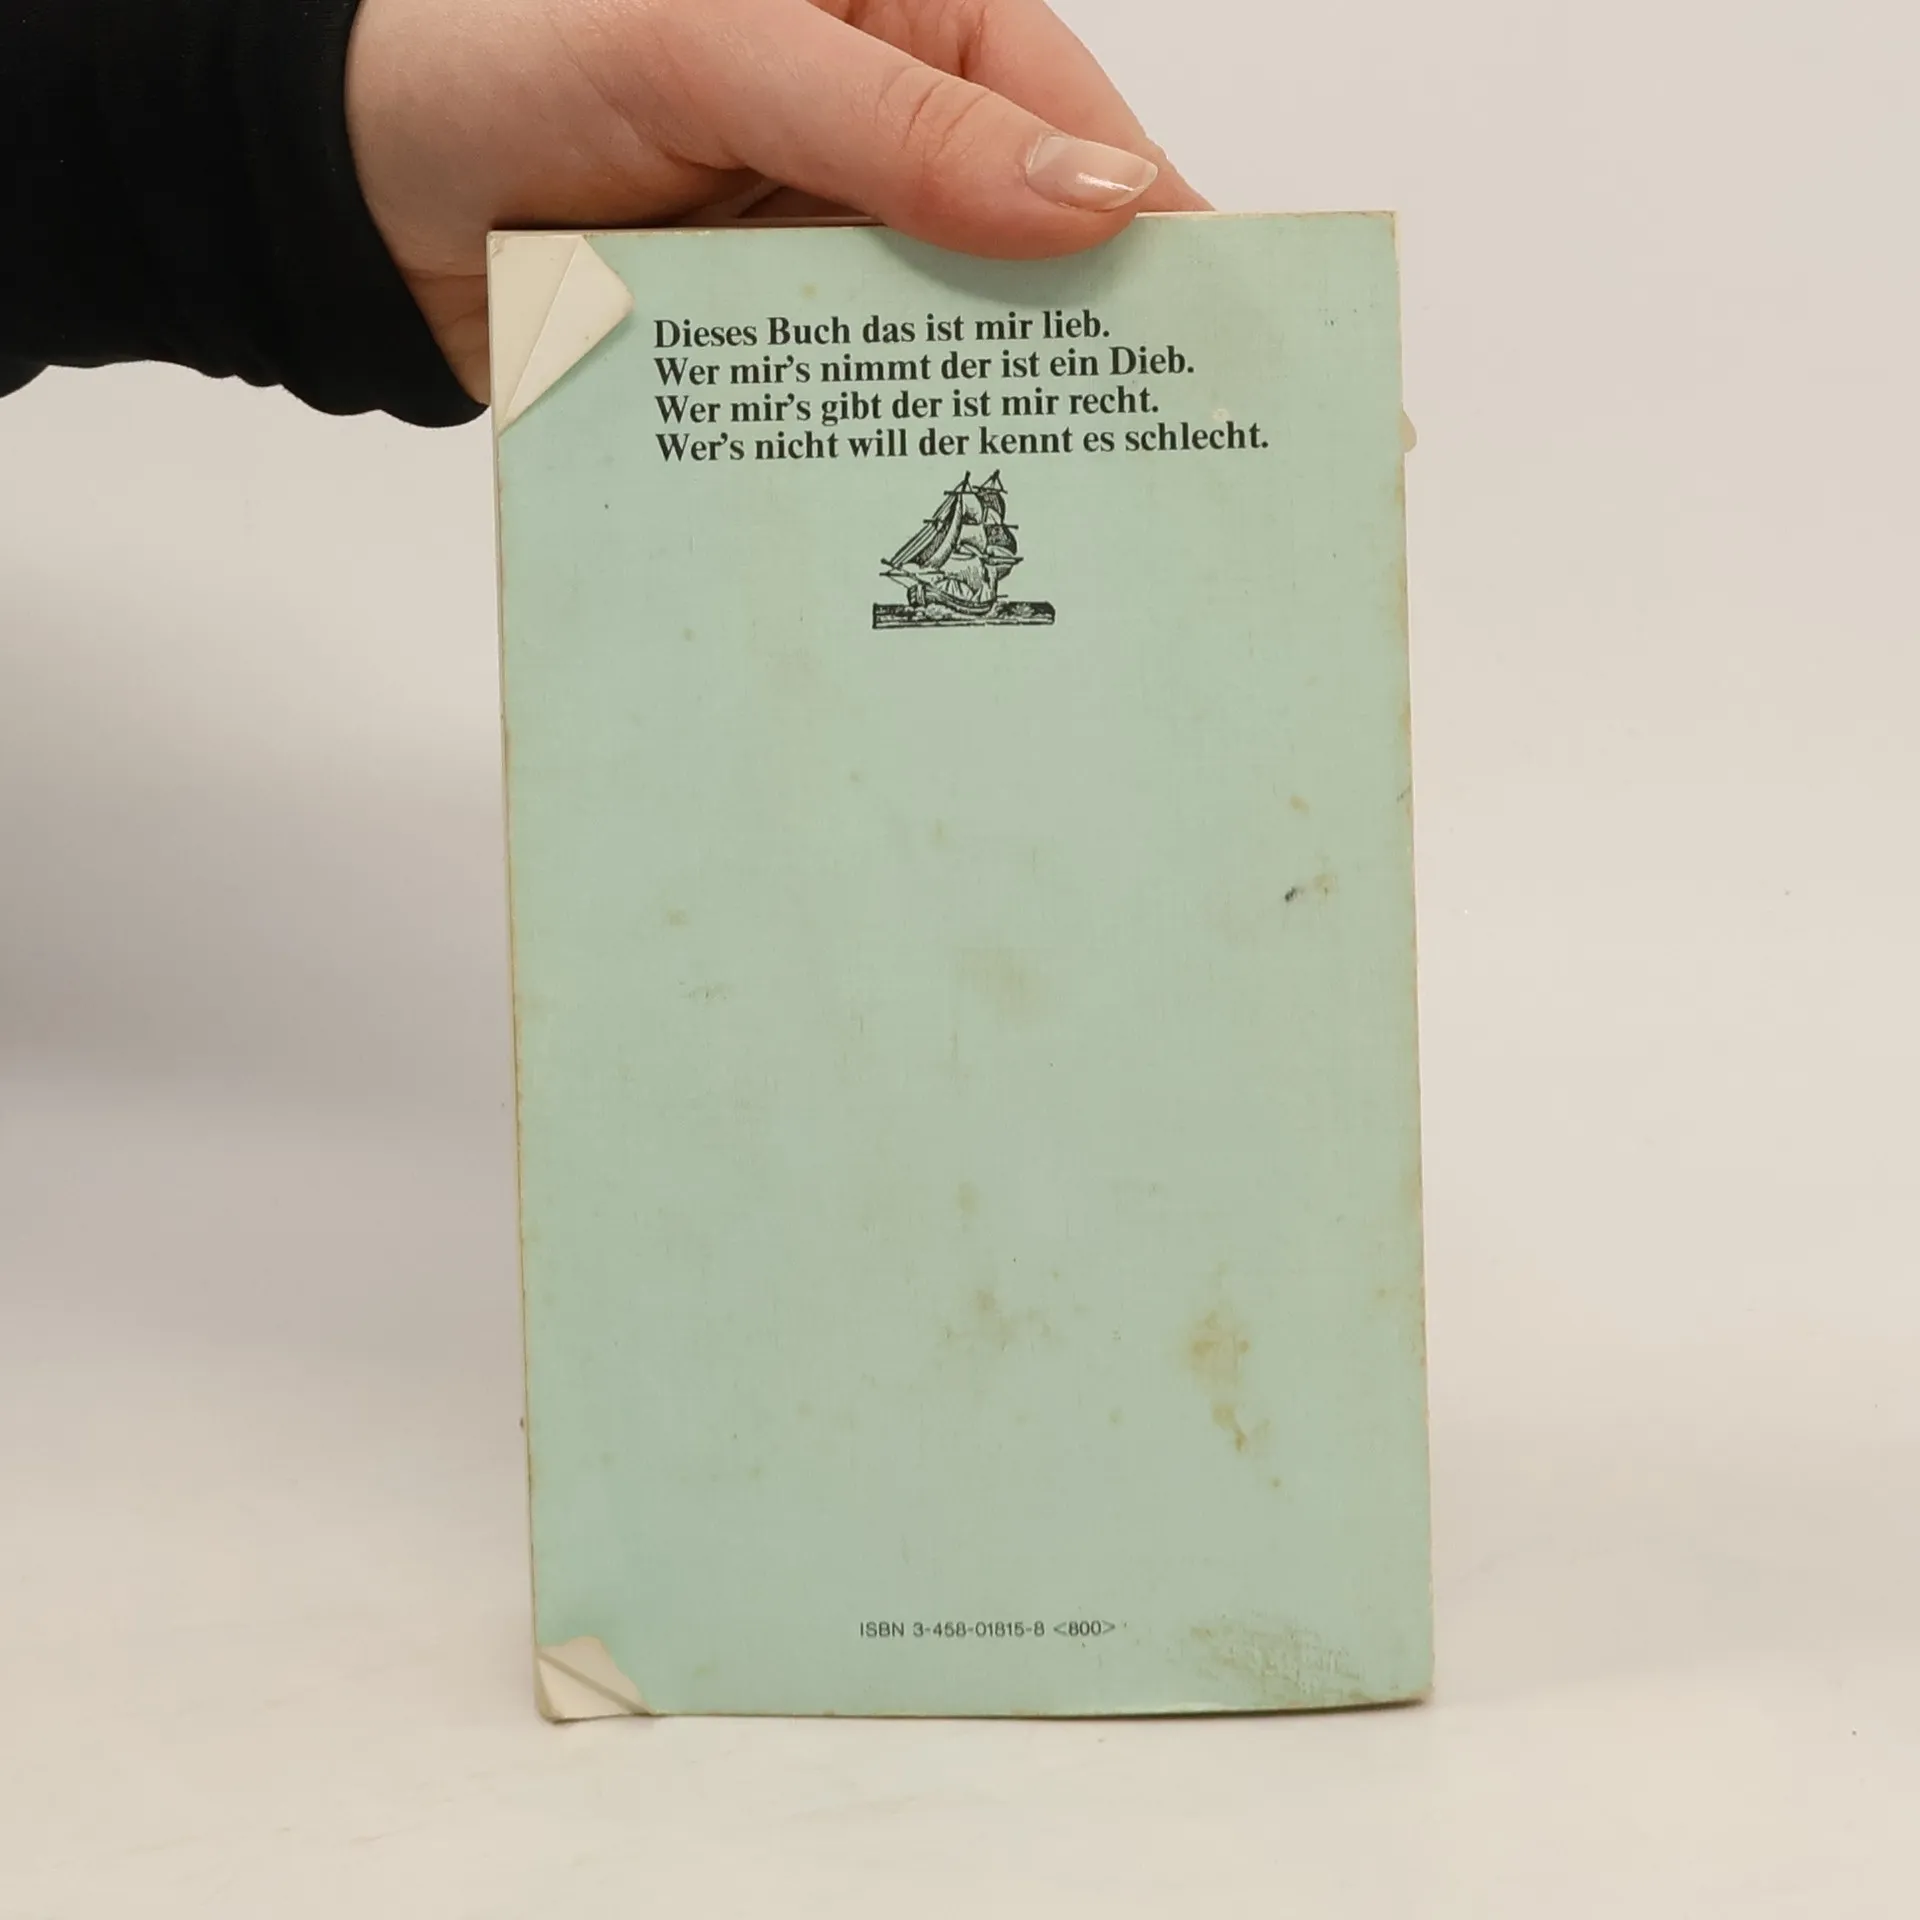 Dieses Buch das ist mir lieb.
Wer mir’s nimmt der ist ein Dieb.
Wer mir’s gibt der ist mir recht.
Wer’s nicht will der kennt es schlecht.
ISBN 3-458-01815-8 <800>